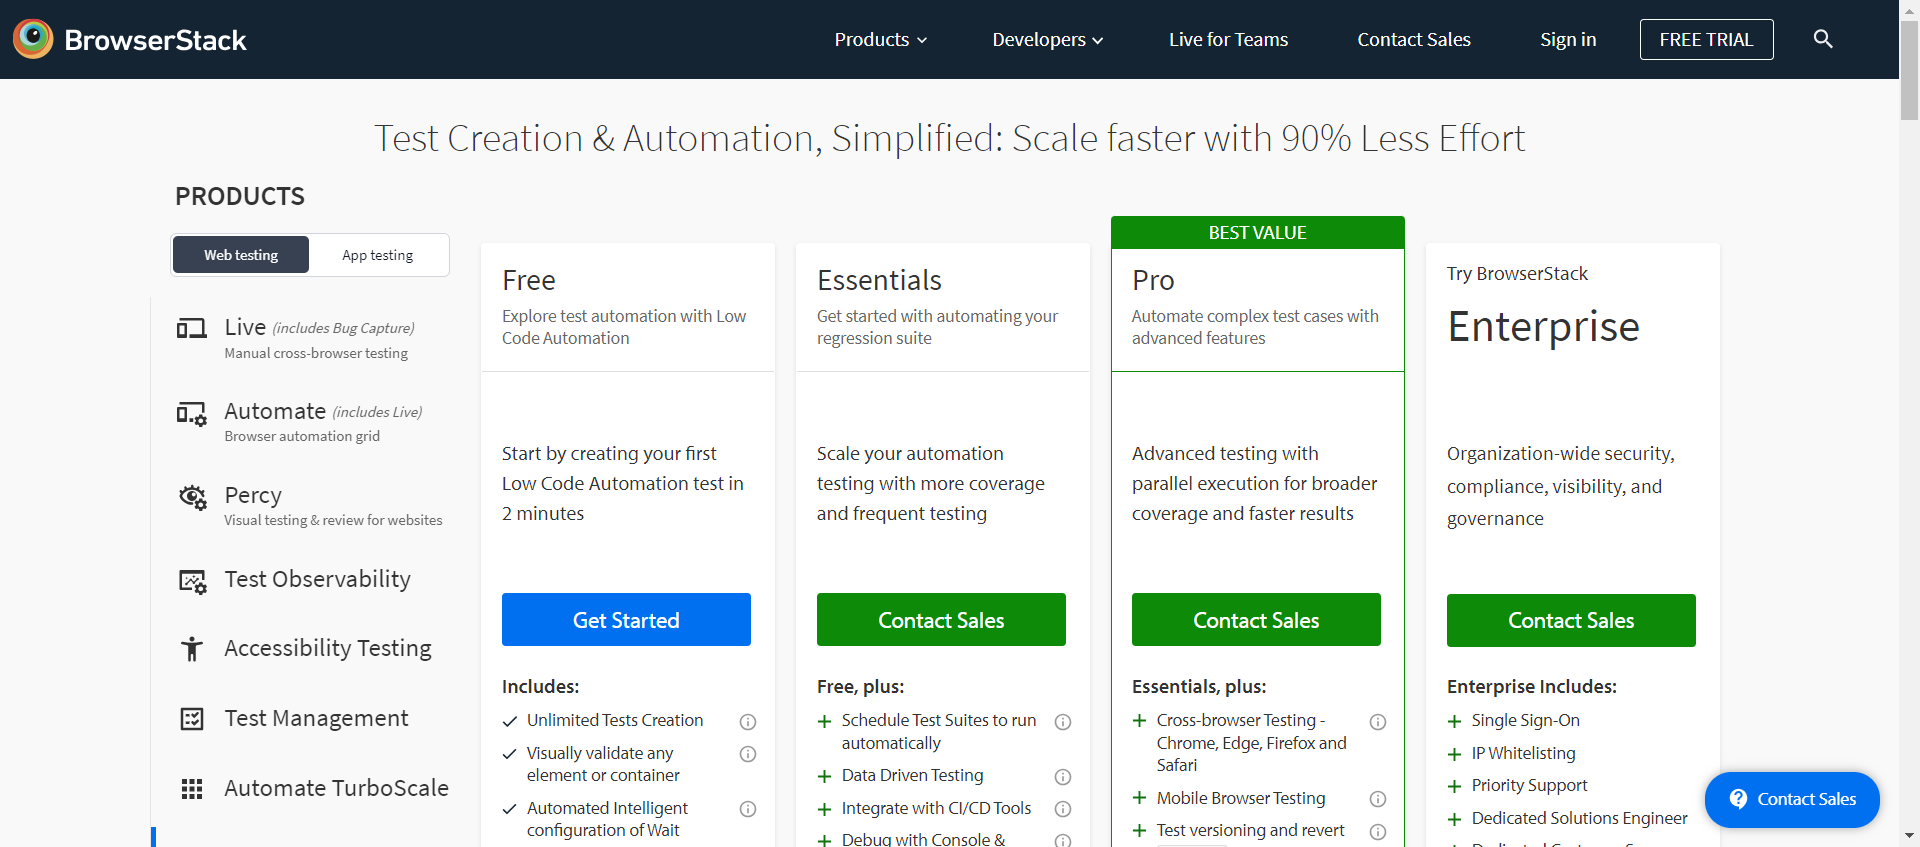 BrowserStack
Products
Developers
Live for Teams
Contact Sales
Sign in
FREE TRIAL
Test Creation & Automation, Simplified: Scale faster with 90% Less Effort
PRODUCTS
Web testing
App testing
Live (includes Bug Capture)
Manual cross-browser testing
Automate (includes Live)
Browser automation grid
Percy
Visual testing & review for websites
Test Observability
Accessibility Testing
Test Management
Automate TurboScale
Free
Explore test automation with Low
Code Automation
Start by creating your first
Low Code Automation test in
2 minutes
Get Started
Includes:
Unlimited Tests Creation
Visually validate any
element or container
Automated Intelligent
configuration of Wait
Essentials
Get started with automating your
regression suite
Scale your automation
testing with more coverage
and frequent testing
Contact Sales
Free, plus:
Schedule Test Suites to run
automatically
Data Driven Testing
Integrate with CI/CD Tools
Debug with Console &
BEST VALUE
Pro
Automate complex test cases with
advanced features
Advanced testing with
parallel execution for broader
coverage and faster results
Contact Sales
Essentials, plus:
Cross-browser Testing -
Chrome, Edge, Firefox and
Safari
Mobile Browser Testing
Test versioning and revert
Try BrowserStack
Enterprise
Organization-wide security,
compliance, visibility, and
governance
Contact Sales
Enterprise Includes:
Single Sign-On
IP Whitelisting
Priority Support
Dedicated Solutions Engineer
Contact Sales